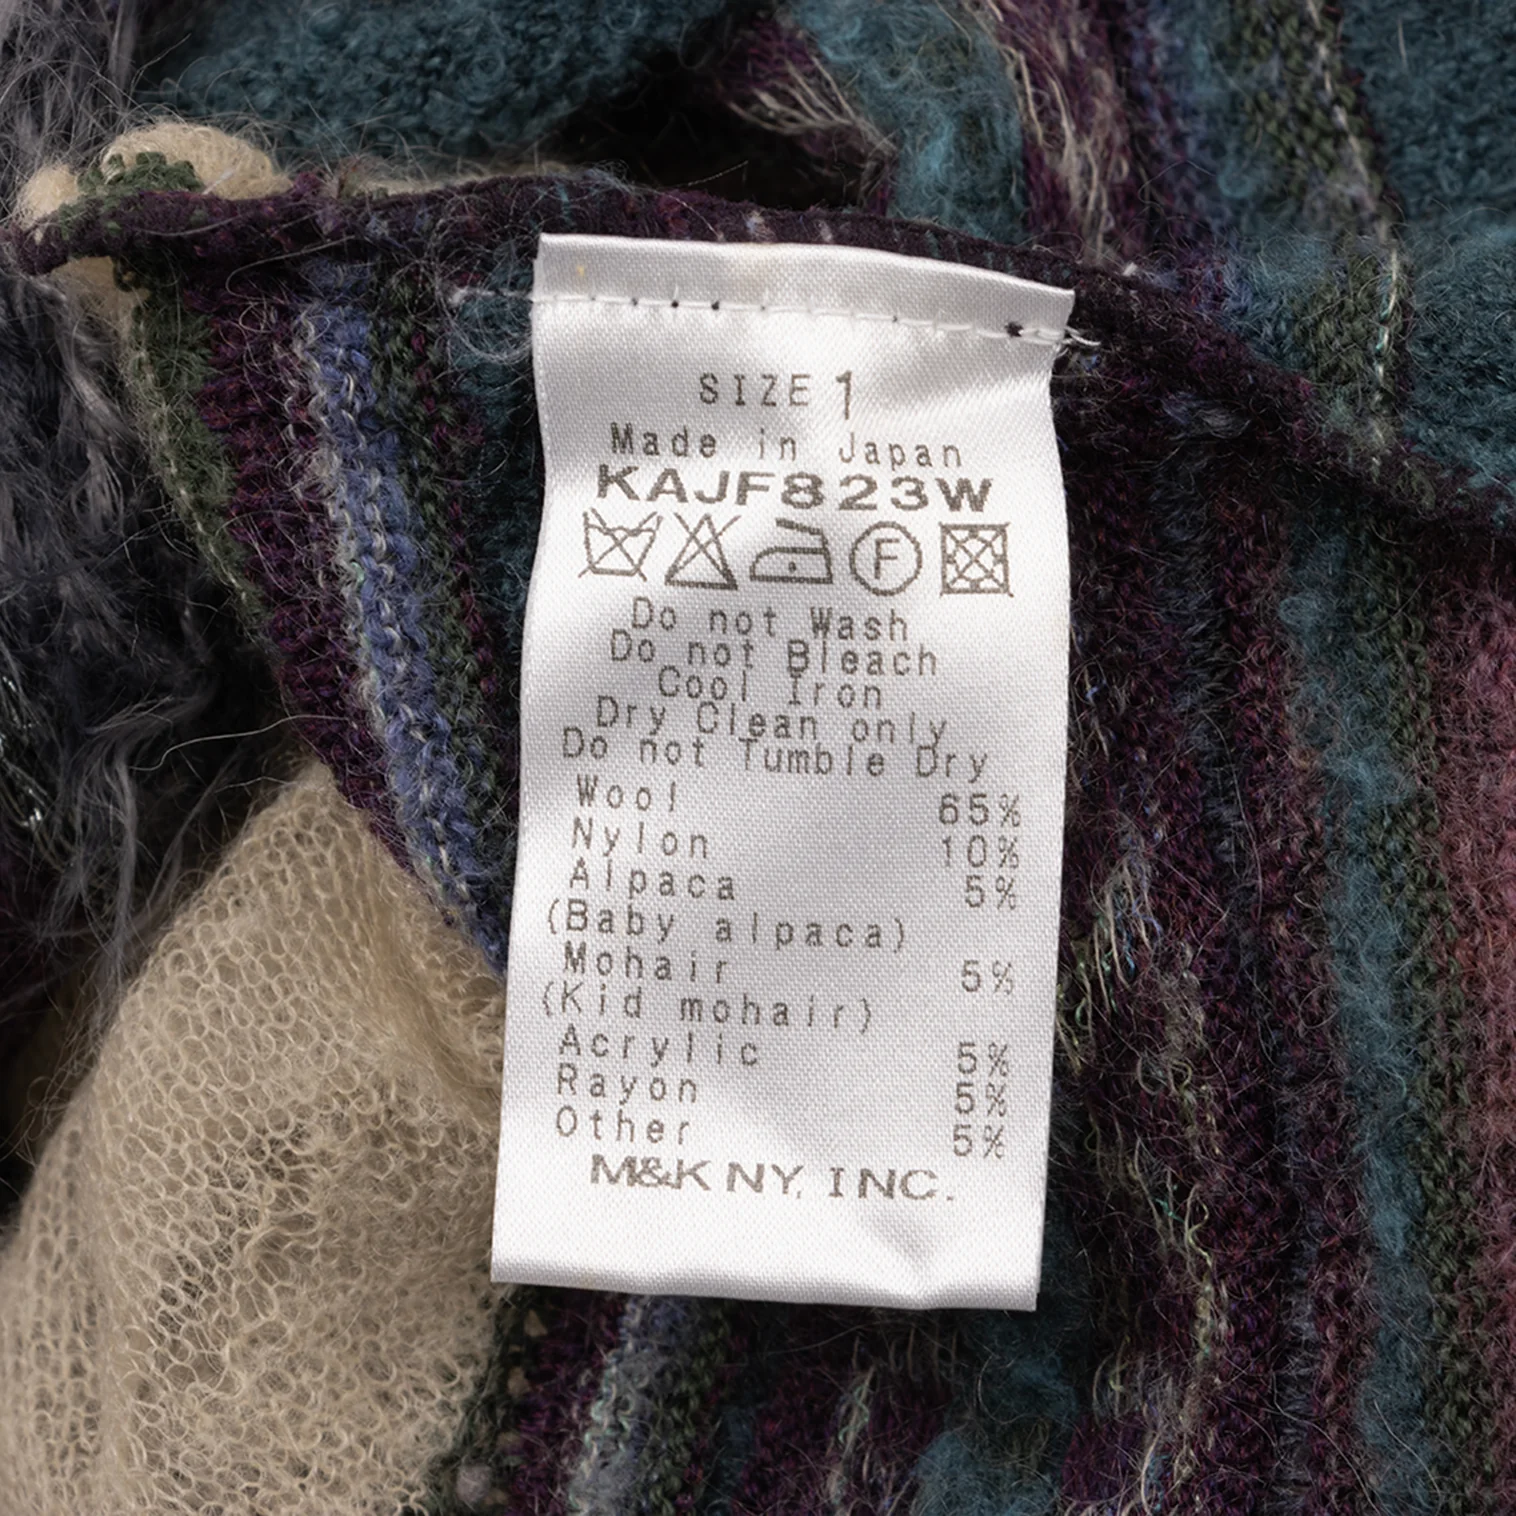 SIZE 1
Made in Japan
KAJF823W
F
Do not Wash
Do not Bleach
Cool Iron
Dry Clean only
Do not Tumble Dry
Wool 65%
Nylon 10%
Alpaca 5%
(Baby alpaca)
Mohair 5%
(Kid mohair)
Acrylic 5%
Rayon 5%
Other 5%
M&K NY, INC.